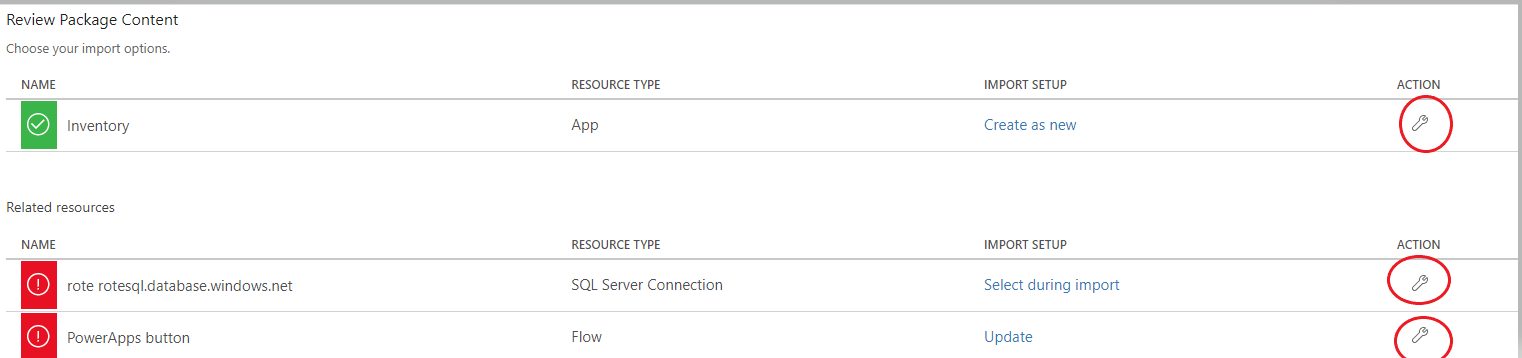 Review Package Content
Choose your import options.
NAME RESOURCE TYPE IMPORT SETUP ACTION
Inventory App Create as new
Related resources
NAME RESOURCE TYPE IMPORT SETUP ACTION
rote rotesql.database.windows.net SQL Server Connection Select during import
PowerApps button Flow Update